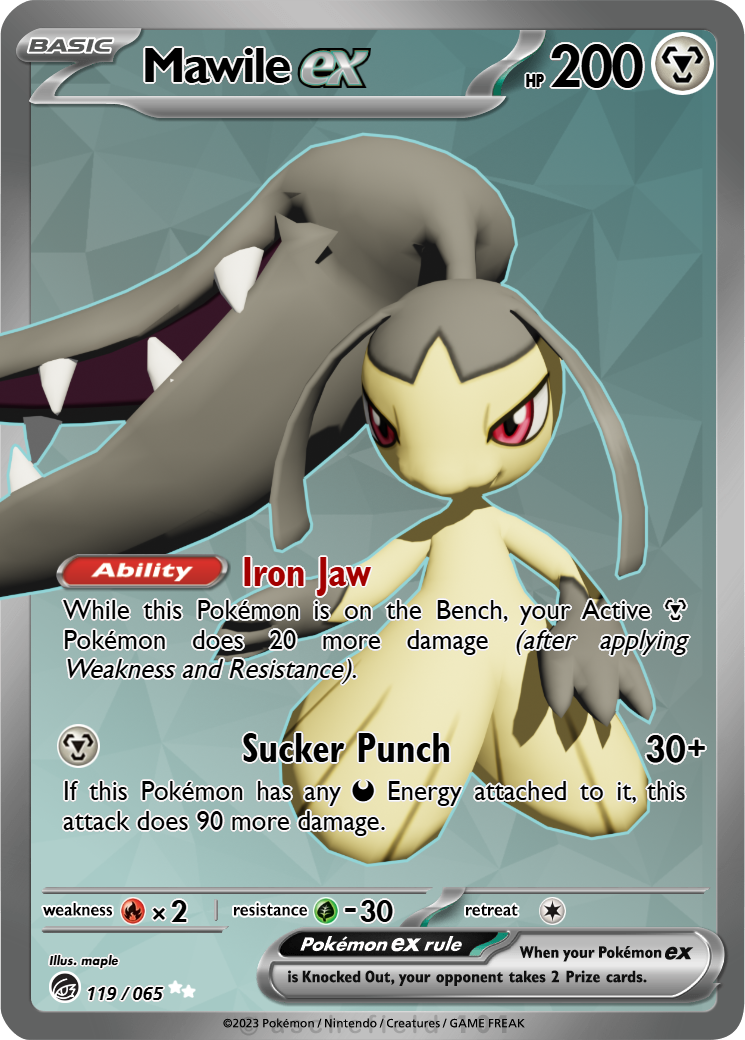 BASIC
Mawile ex
HP 200
Ability Iron Jaw
While this Pokémon is on the Bench, your Active
Pokémon does 20 more damage (after applying
Weakness and Resistance).
Sucker Punch 30+
If this Pokémon has any Energy attached to it, this
attack does 90 more damage.
weakness ×2 resistance -30 retreat
Pokémon ex rule
When your Pokémon ex
is Knocked Out, your opponent takes 2 Prize cards.
Illus. maple
119 / 065
©2023 Pokémon / Nintendo / Creatures / GAME FREAK